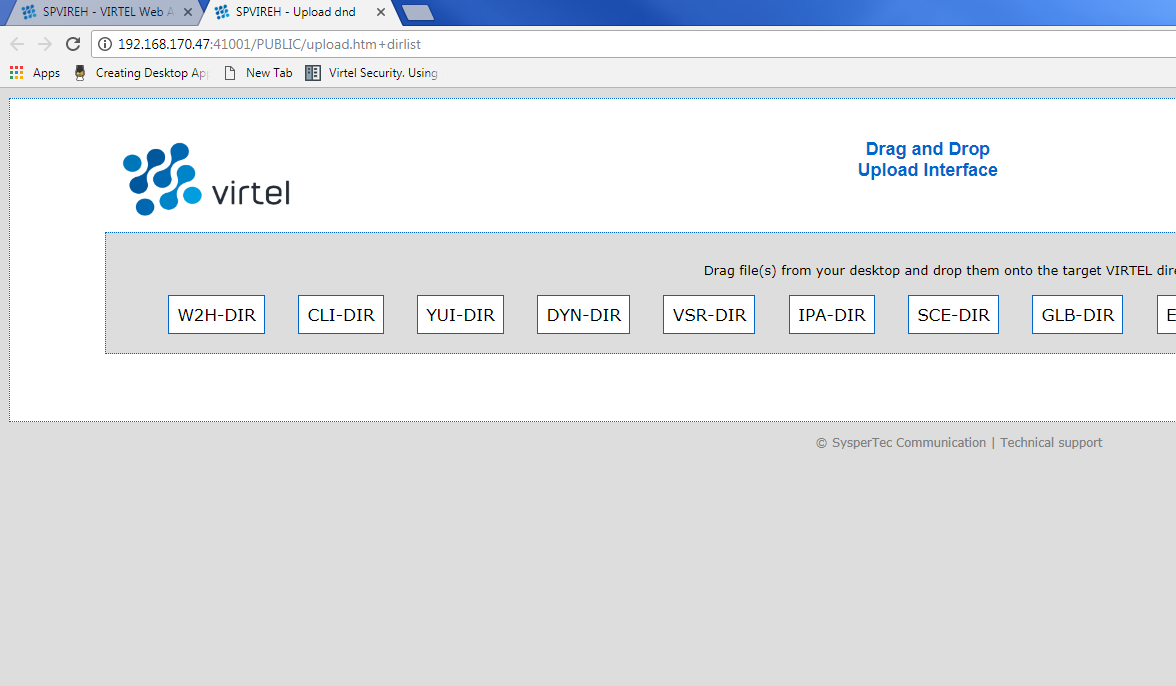 SPVIREH - VIRTEL Web A
SPVIREH - Upload dnd
192.168.170.47:41001/PUBLIC/upload.htm+dirlist
Apps Creating Desktop Ap New Tab Virtel Security. Using
virtel
Drag and Drop
Upload Interface
Drag file(s) from your desktop and drop them onto the target VIRTEL dire
W2H-DIR CLI-DIR YUI-DIR DYN-DIR VSR-DIR IPA-DIR SCE-DIR GLB-DIR E
© SysperTec Communication | Technical support